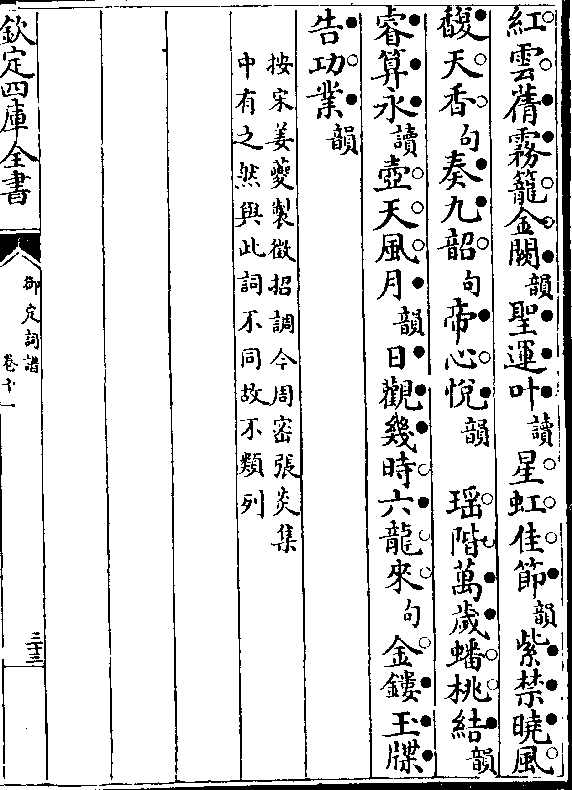 紅雲蒨霧籠金闕韻聖運叶讀星虹佳節韻紫禁曉風
馥天香句奏九韶句帝心悅韻　瑶階萬歲蟠桃結韻
睿算永讀壺天風月韻日觀幾時六龍來句金鏤玉牒
告功業韻
按宋姜夔製徵招調今周密張炎集
中有之然與此詞不同故不類列
欽定四庫全書
御定詞譜
卷十一
三十三